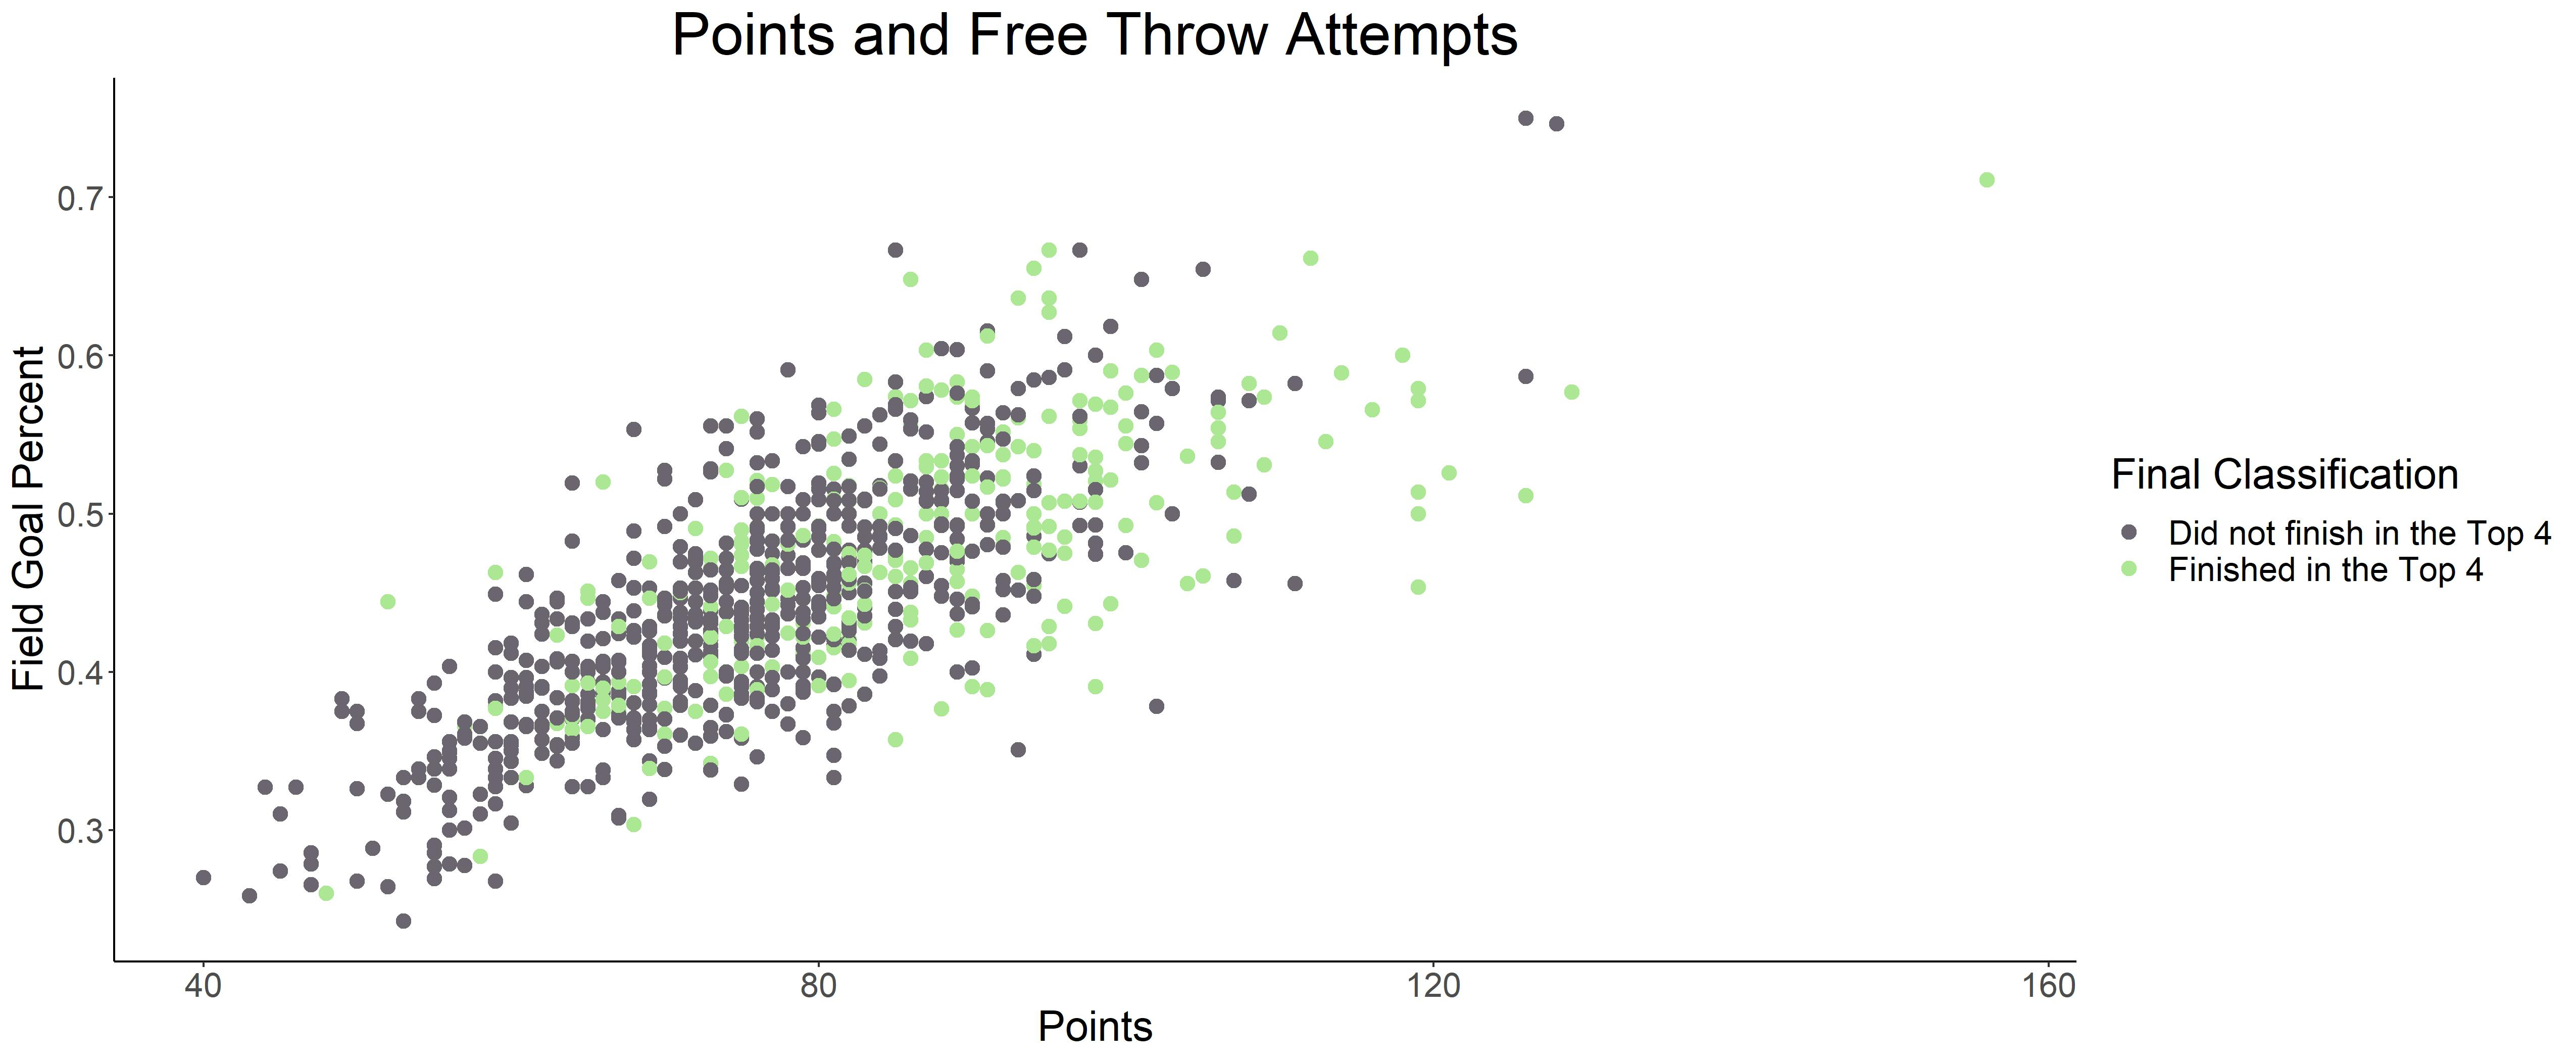 Points and Free Throw Attempts
Field Goal Percent
0.7
0.6
0.5
0.4
0.3
40
80
120
160
Points
Final Classification
Did not finish in the Top 4
Finished in the Top 4